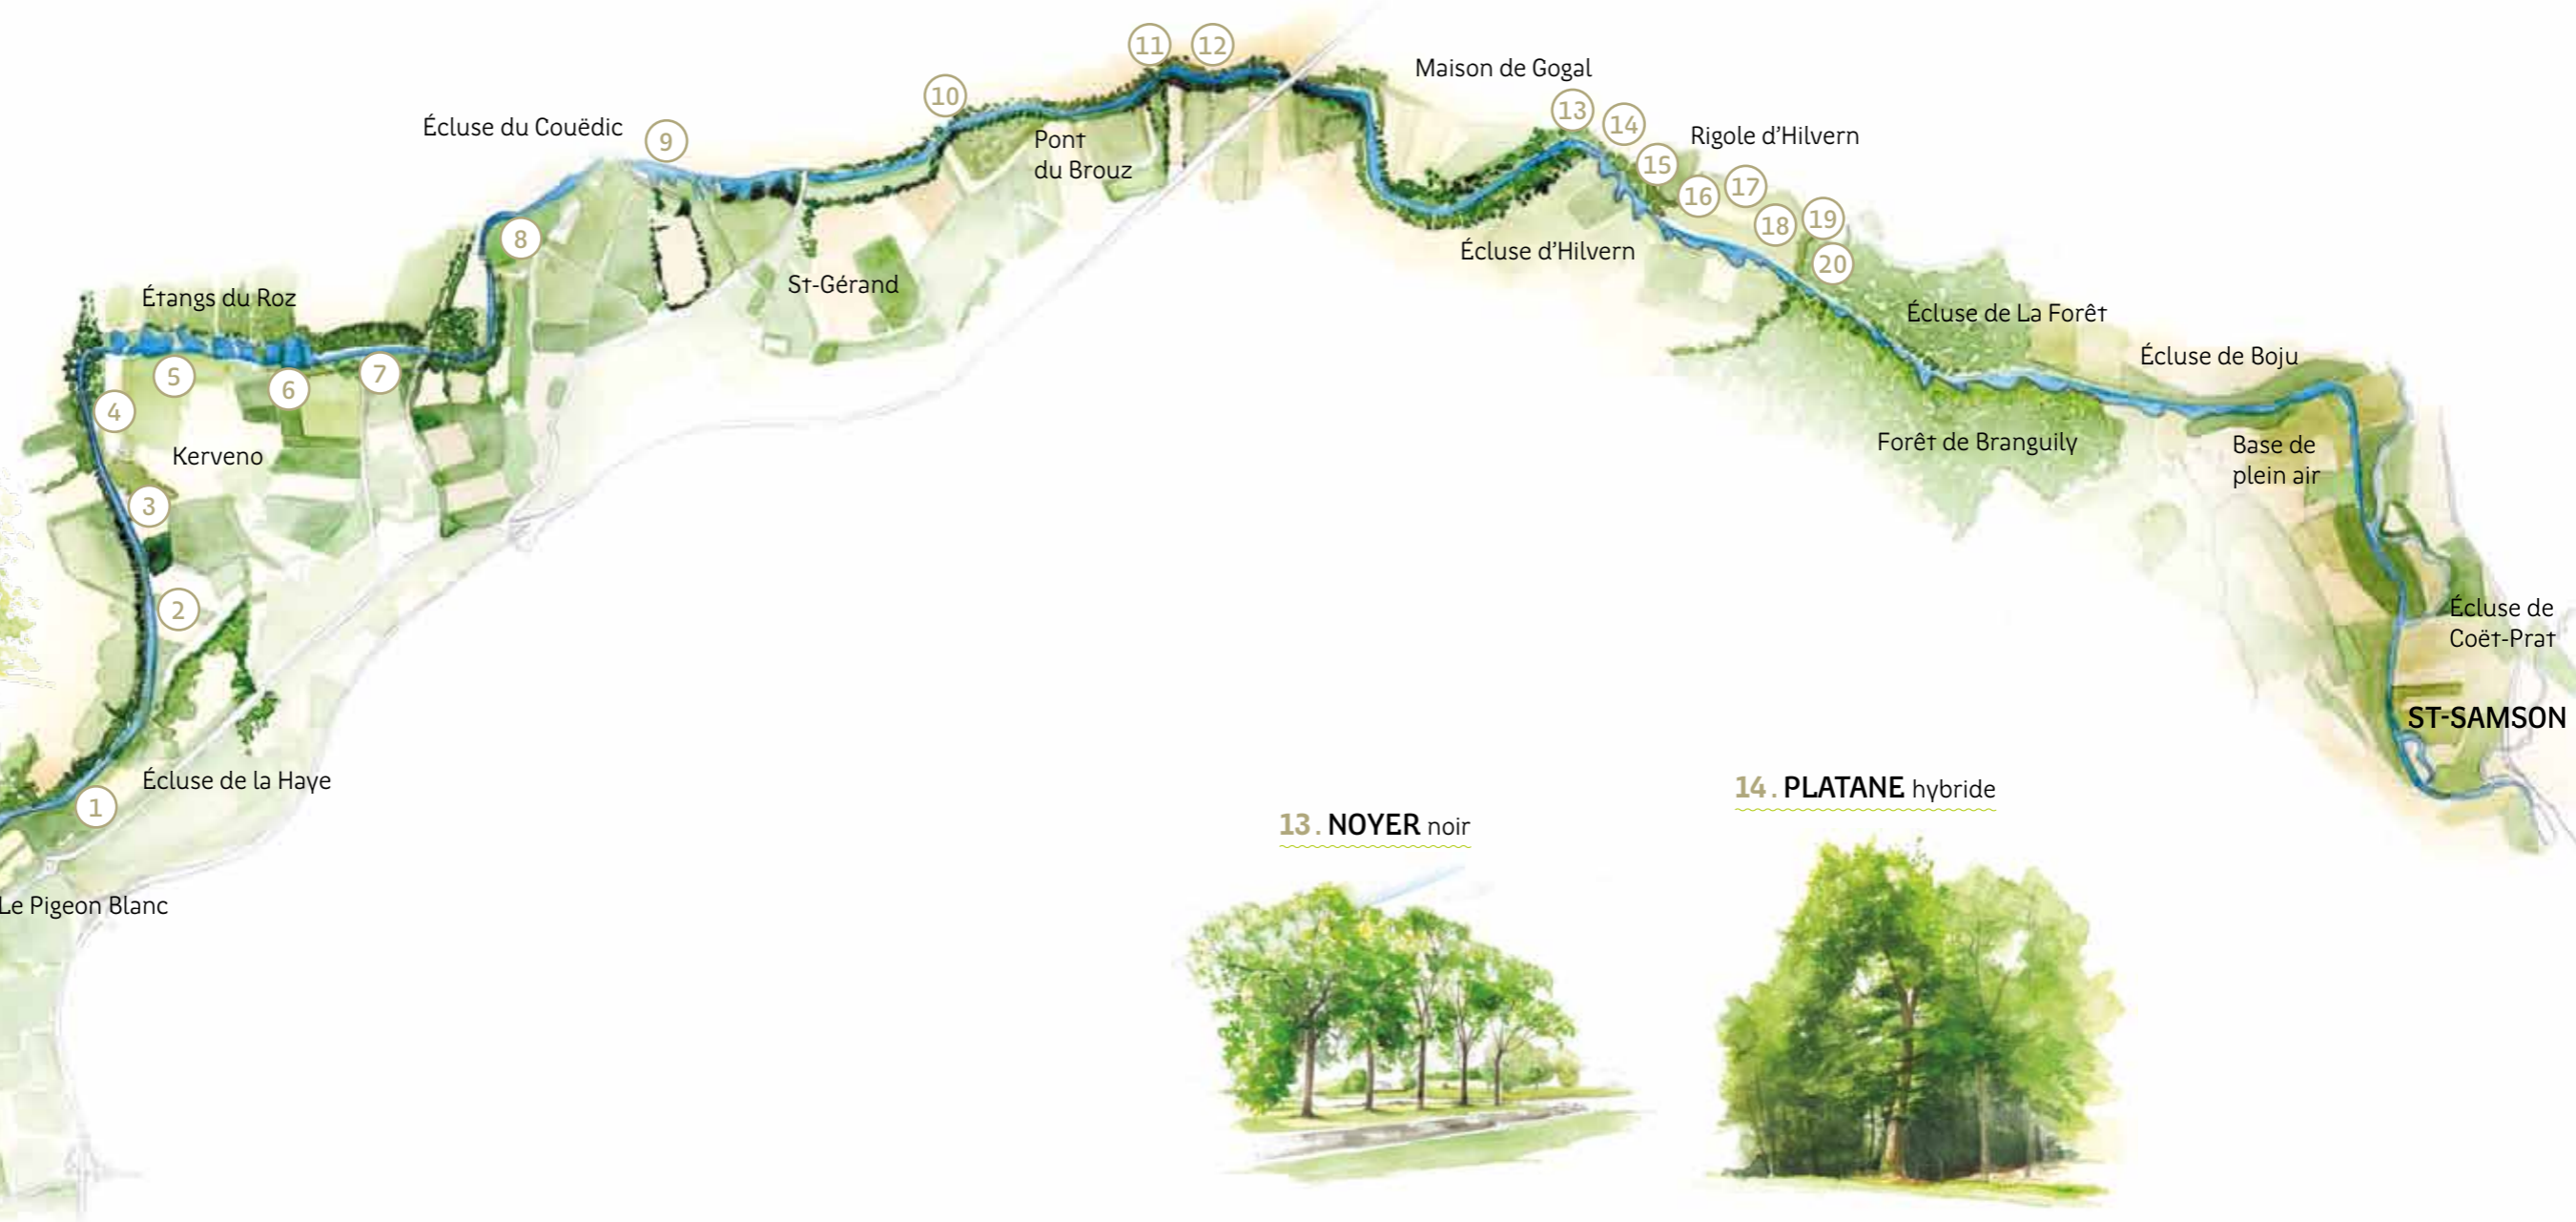 11
12
Maison de Gogal
10
13
14
Écluse du Couëdic
9
Pont
du Brouz
Rigole d'Hilvern
15
16
17
18
19
20
8
Écluse d'Hilvern
St-Gérand
Étangs du Roz
Écluse de La Forêt
Écluse de Boju
5
6
7
4
Kerveno
Forêt de Branguily
Base de
plein air
3
2
Écluse de
Coët-Prat
ST-SAMSON
Écluse de la Haye
1
Le Pigeon Blanc
13. NOYER noir
14. PLATANE hybride